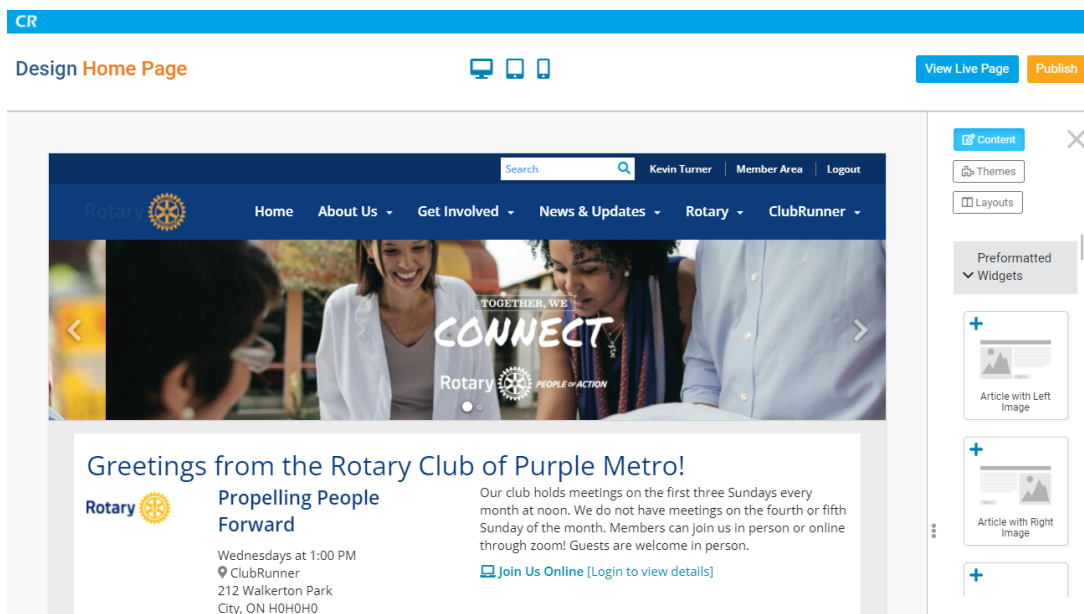 CR
Design Home Page
View Live Page
Publish
Content
Themes
Layouts
Preformatted
Widgets
Article with Left
Image
Article with Right
Image
Search
Kevin Turner
Member Area
Logout
Rotary
Home
About Us
Get Involved
News & Updates
Rotary
ClubRunner
TOGETHER, WE
CONNECT
Rotary
PEOPLE OF ACTION
Greetings from the Rotary Club of Purple Metro!
Rotary
Propelling People
Forward
Wednesdays at 1:00 PM
ClubRunner
212 Walkerton Park
City, ON H0H0H0
Our club holds meetings on the first three Sundays every
month at noon. We do not have meetings on the fourth or fifth
Sunday of the month. Members can join us in person or online
through zoom! Guests are welcome in person.
Join Us Online [Login to view details]